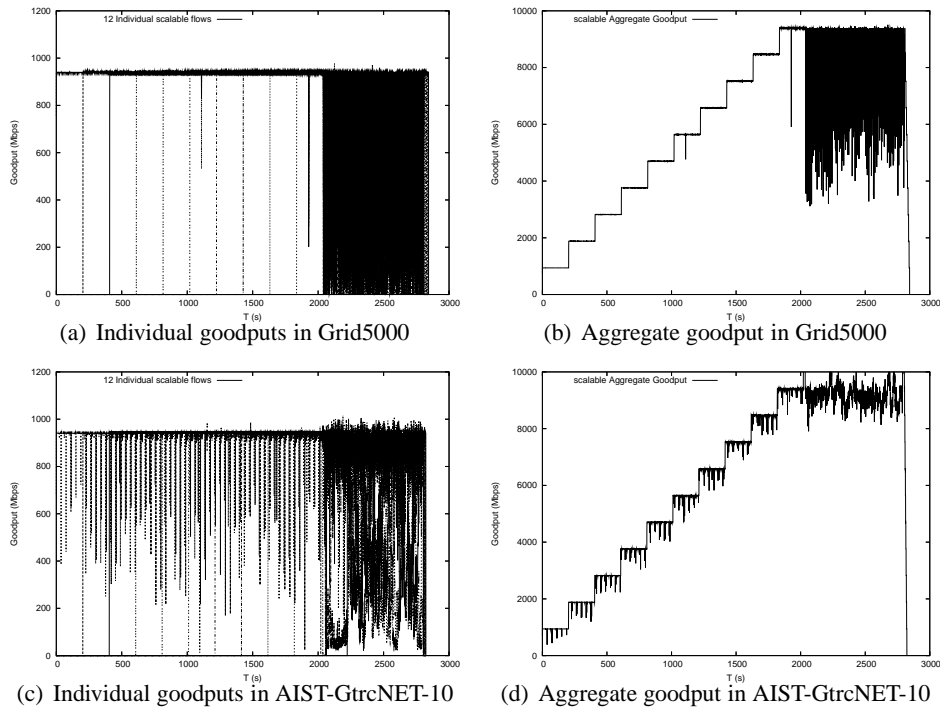 12 Individual scalable flows
Goodput (Mbps)
1200
1000
800
600
400
200
0
0 500 1000 1500 2000 2500 3000
T (s)
(a) Individual goodputs in Grid5000
scalable Aggregate Goodput
Goodput (Mbps)
10000
8000
6000
4000
2000
0
0 500 1000 1500 2000 2500 3000
T (s)
(b) Aggregate goodput in Grid5000
12 Individual scalable flows
Goodput (Mbps)
1200
1000
800
600
400
200
0
0 500 1000 1500 2000 2500 3000
T (s)
(c) Individual goodputs in AIST-GtrcNET-10
scalable Aggregate Goodput
Goodput (Mbps)
10000
8000
6000
4000
2000
0
0 500 1000 1500 2000 2500 3000
T (s)
(d) Aggregate goodput in AIST-GtrcNET-10